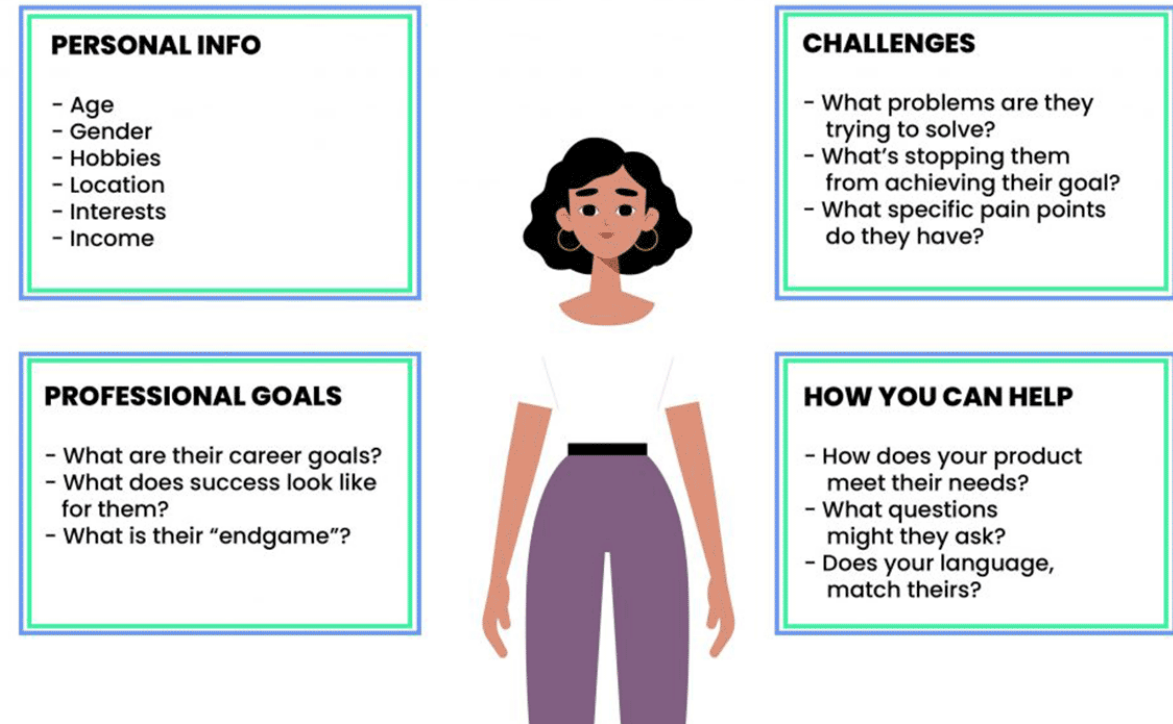 PERSONAL INFO
- Age
- Gender
- Hobbies
- Location
- Interests
- Income
CHALLENGES
- What problems are they
trying to solve?
- What's stopping them
from achieving their goal?
- What specific pain points
do they have?
PROFESSIONAL GOALS
- What are their career goals?
- What does success look like
for them?
- What is their “endgame”?
HOW YOU CAN HELP
- How does your product
meet their needs?
- What questions
might they ask?
- Does your language,
match theirs?